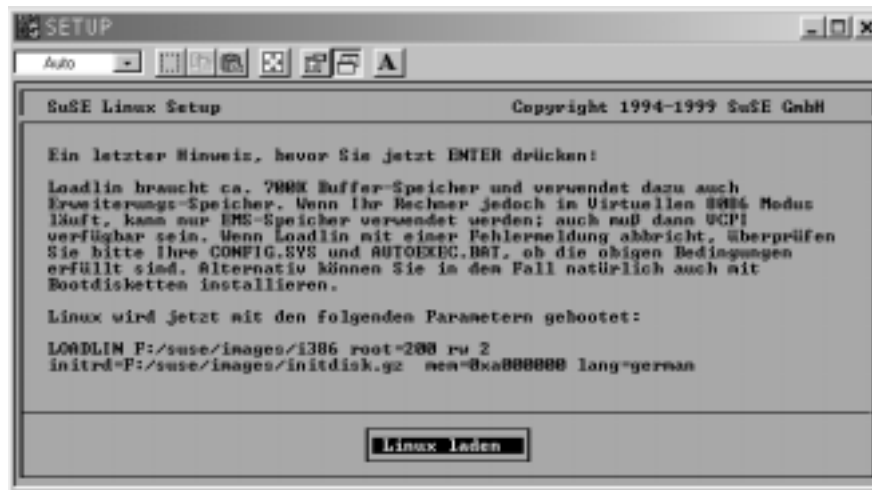 SETUP
Auto
A
SuSE Linux Setup Copyright 1994-1999 SuSE GmbH
Ein letzter Hinweis, bevor Sie jetzt ENTER drücken!
Loadlin braucht ca. 700K Buffer-Speicher und verwendet dazu auch
Erweiterungs-Speicher. Wenn Ihr Rechner jedoch im Virtuellen 8086 Modus
läuft, kann nur EMS-Speicher verwendet werden; auch muß dann VCPI
verfügbar sein. Wenn Loadlin mit einer Fehlermeldung abbricht, überprüfen
Sie bitte Ihre CONFIG.SYS und AUTOEXEC.BAT, ob die obigen Bedingungen
erfüllt sind. Alternativ können Sie in dem Fall natürlich auch mit
Bootdisketten installieren.
Linux wird jetzt mit den folgenden Parametern gebootet:
LOADLIN F:/suse/images/i386 root=200 rw 2
initrd=F:/suse/images/initdisk.gz mem=0xa000000 lang=german
Linux laden